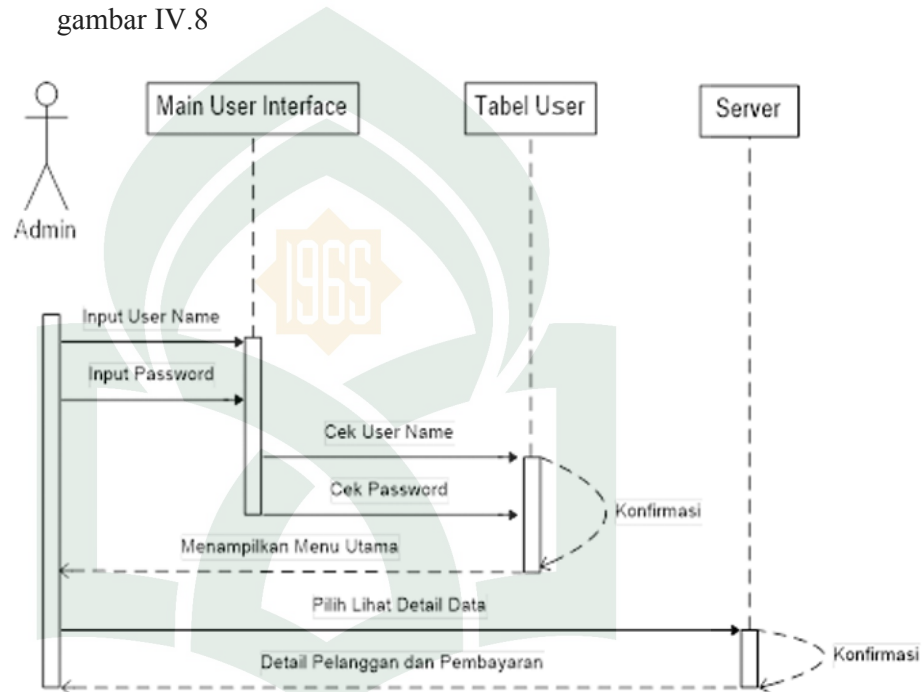 gambar IV.8
Main User Interface
Tabel User
Server
Admin
1965
Input User Name
Input Password
Cek User Name
Cek Password
Konfirmasi
Menampilkan Menu Utama
Pilih Lihat Detail Data
Konfirmasi
Detail Pelanggan dan Pembayaran